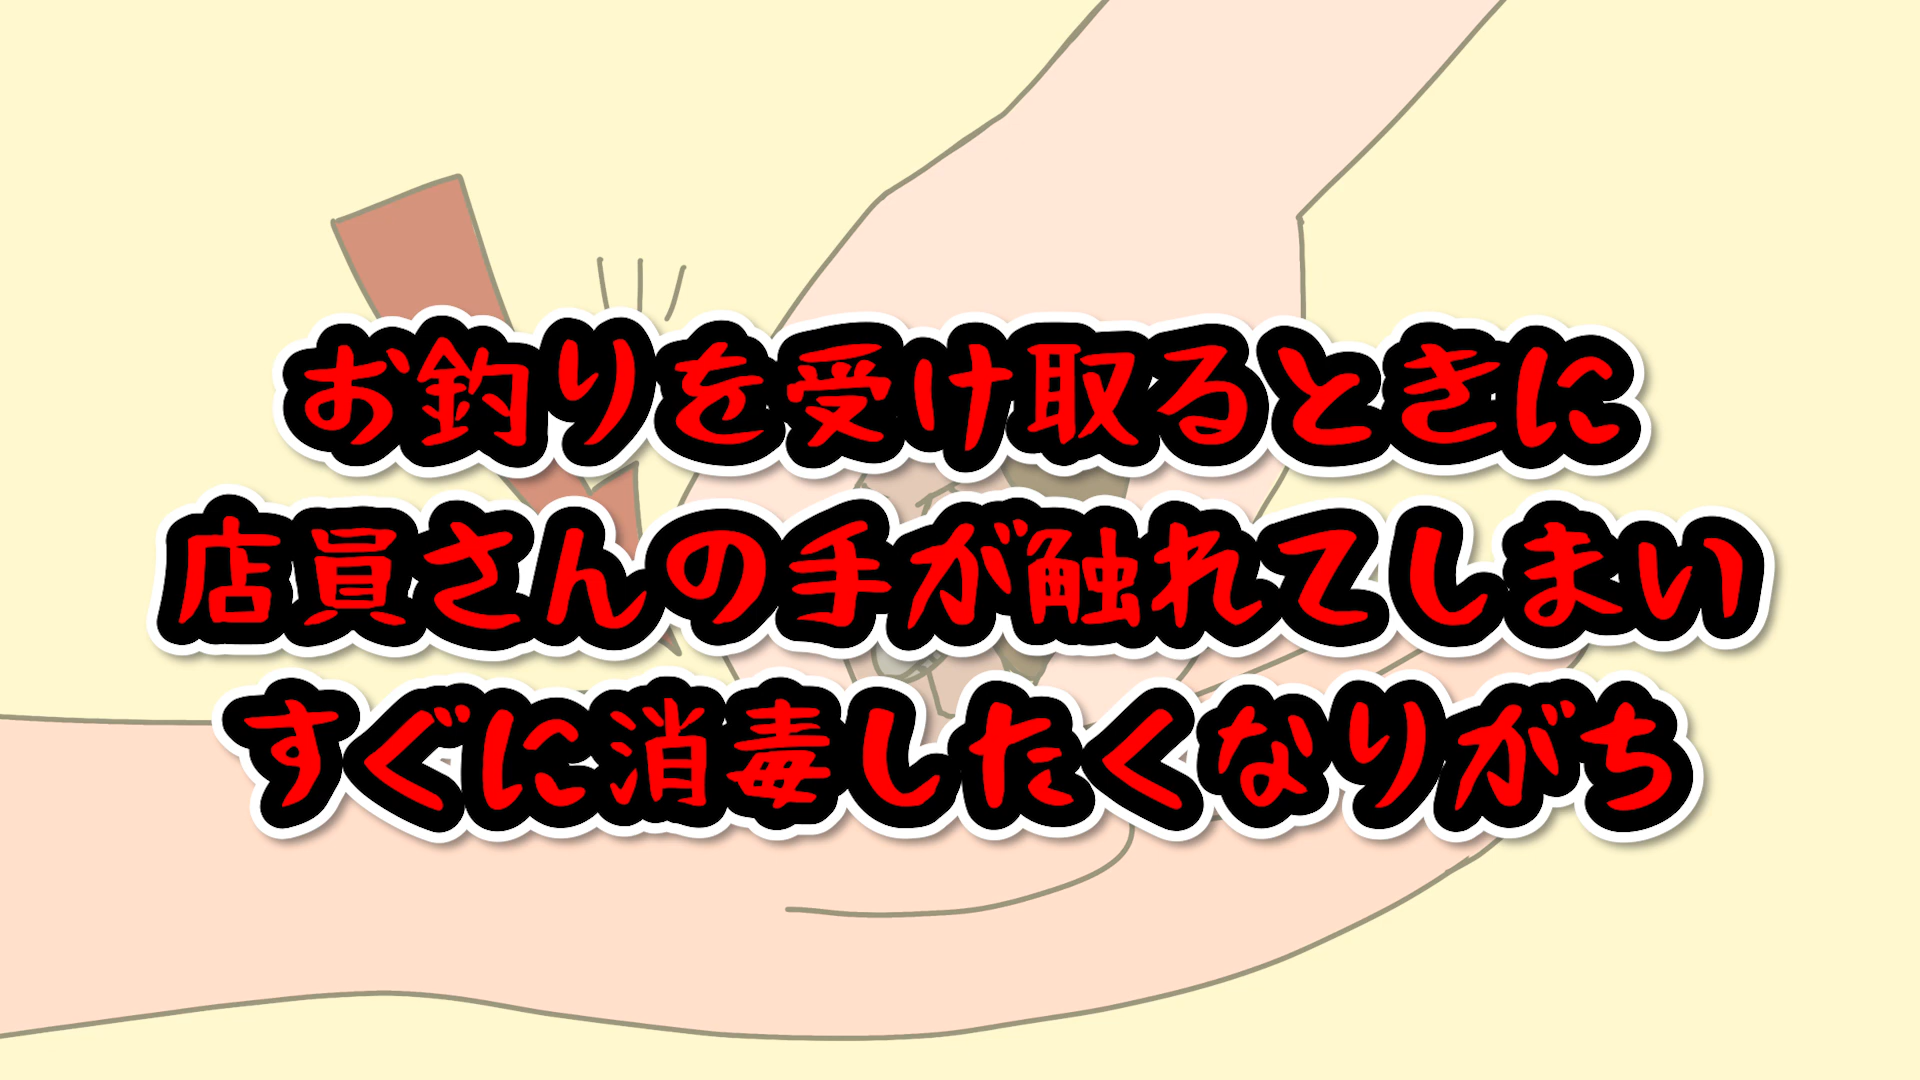 お釣りを受け取るときに
店員さんの手が触れてしまい
すぐに消毒したくなりがち